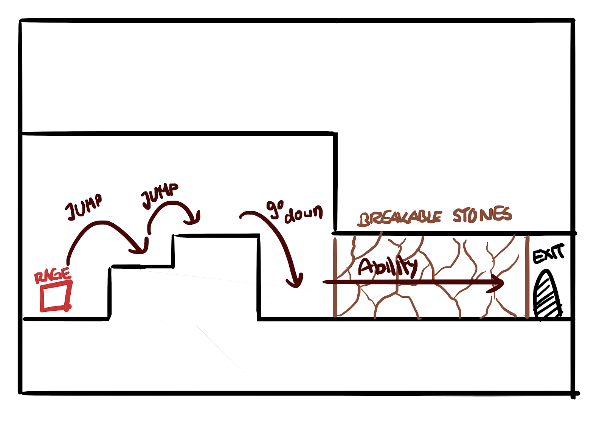 JUMP
JUMP
go down
BREAKABLE STONES
RAGE
Ability
EXIT